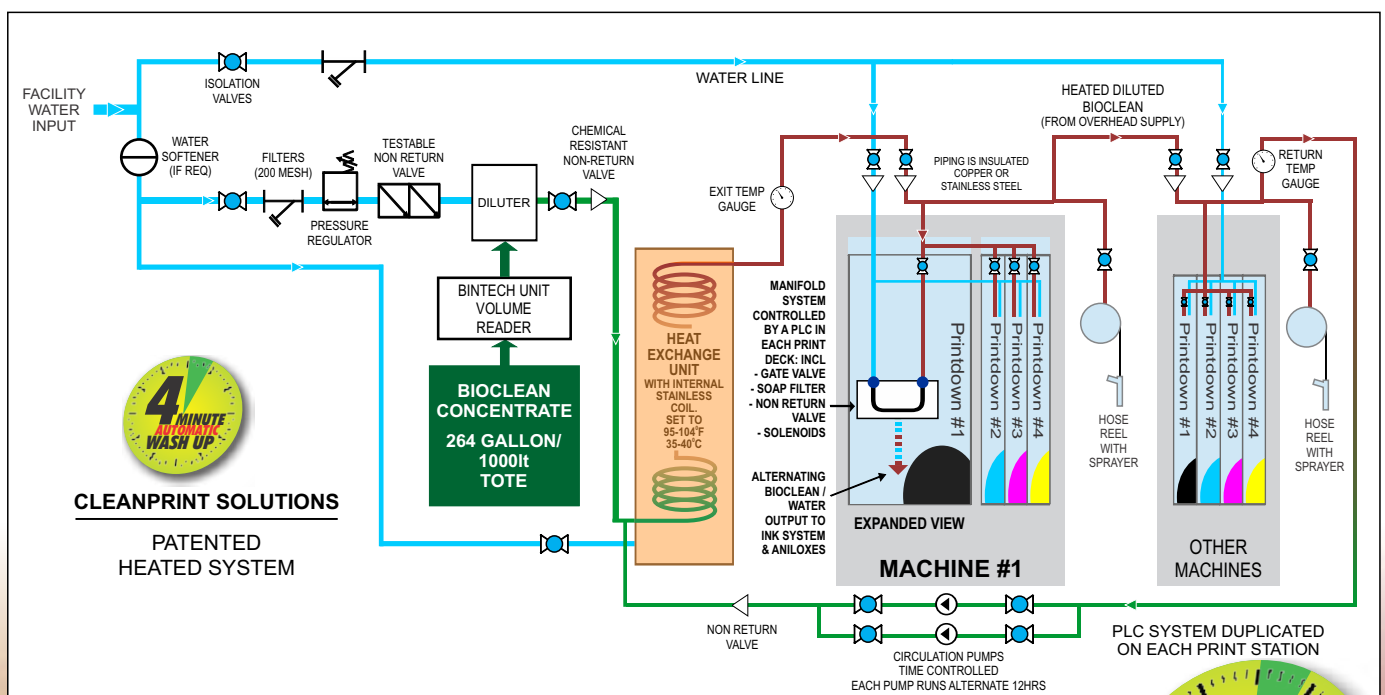 FACILITY
WATER
INPUT
ISOLATION
VALVES
WATER LINE
WATER
SOFTENER
(IF REQ)
FILTERS
(200 MESH)
PRESSURE
REGULATOR
TESTABLE
NON RETURN
VALVE
DILUTER
CHEMICAL
RESISTANT
NON-RETURN
VALVE
BINTECH UNIT
VOLUME
READER
BIOCLEAN
CONCENTRATE
264 GALLON/
1000lt
TOTE
HEAT
EXCHANGE
UNIT
WITH INTERNAL
STAINLESS
COIL.
SET TO
95-104°F
35-40°C
EXIT TEMP
GAUGE
HEATED DILUTED
BIOCLEAN
(FROM OVERHEAD SUPPLY)
PIPING IS INSULATED
COPPER OR
STAINLESS STEEL
RETURN
TEMP
GAUGE
MANIFOLD
SYSTEM
CONTROLLED
BY A PLC IN
EACH PRINT
DECK: INCL
- GATE VALVE
- SOAP FILTER
- NON RETURN
VALVE
- SOLENOIDS
ALTERNATING
BIOCLEAN /
WATER
OUTPUT TO
INK SYSTEM
& ANILOXES
Printdown #1
Printdown #2
Printdown #3
Printdown #4
EXPANDED VIEW
MACHINE #1
HOSE
REEL
WITH
SPRAYER
Printdown #1
Printdown #2
Printdown #3
Printdown #4
OTHER
MACHINES
HOSE
REEL
WITH
SPRAYER
4
MINUTE
AUTOMATIC
WASH UP
CLEANPRINT SOLUTIONS
PATENTED
HEATED SYSTEM
NON RETURN
VALVE
CIRCULATION PUMPS
TIME CONTROLLED
EACH PUMP RUNS ALTERNATE 12HRS
PLC SYSTEM DUPLICATED
ON EACH PRINT STATION